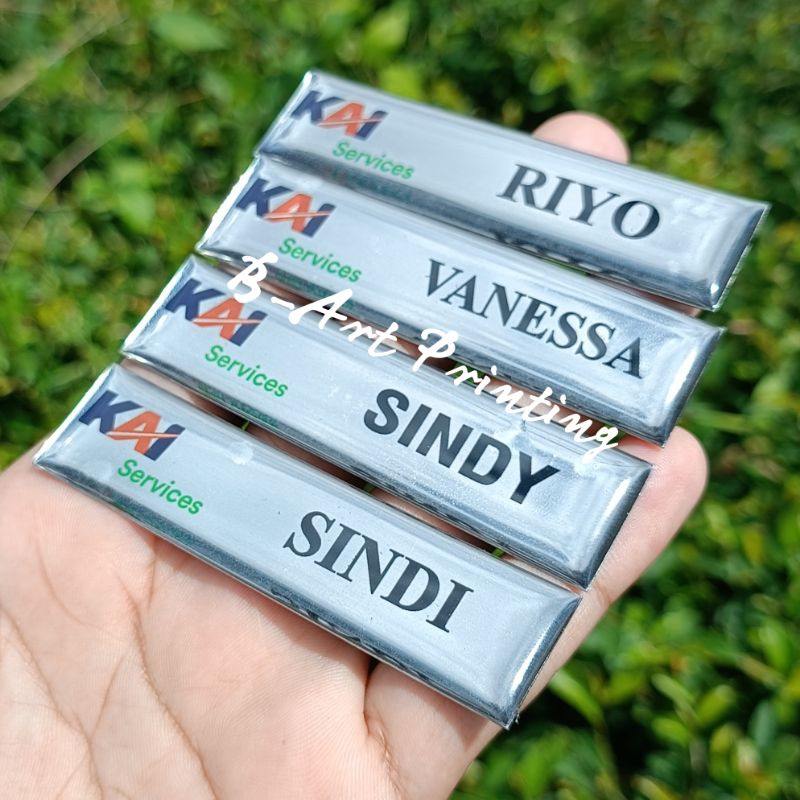 KAI
Services
RIYO
KAI
Services
VANESSA
KAI
Services
SINDY
KAI
Services
SINDI
B-Art Printing